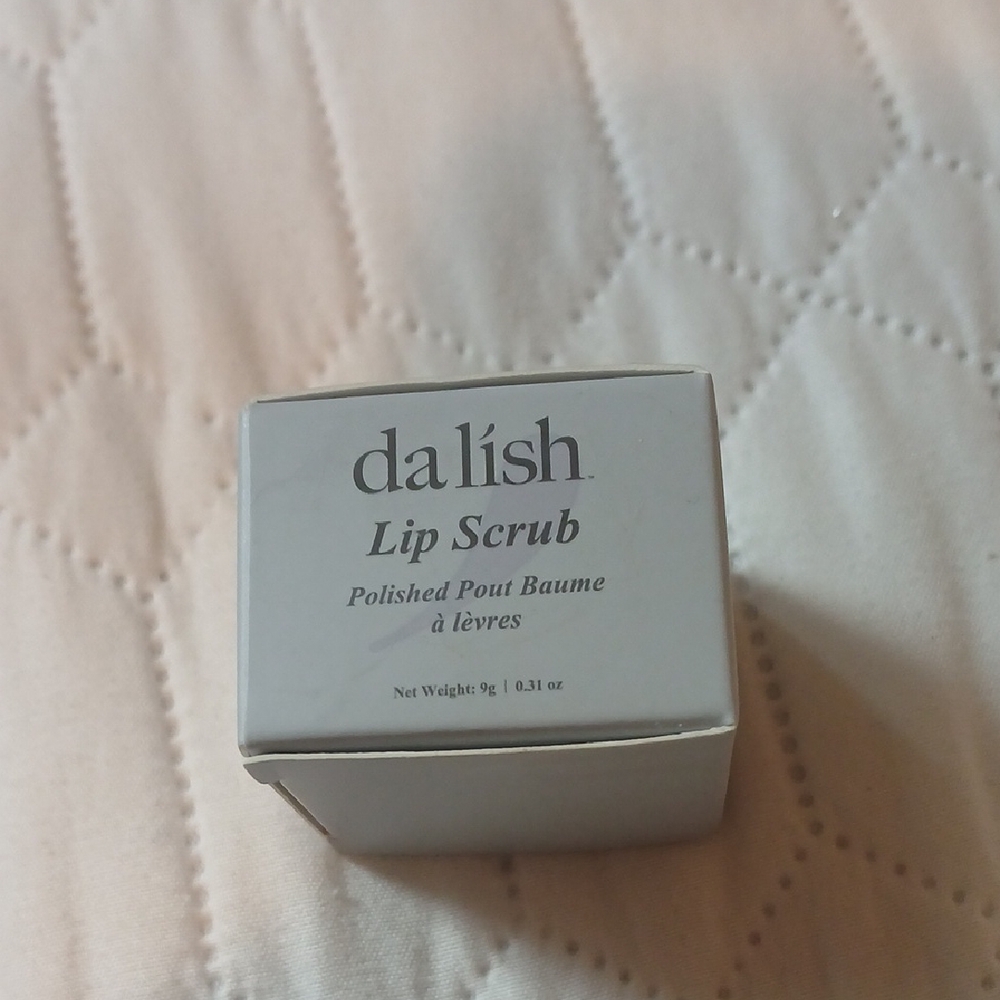 da lísh
Lip Scrub
Polished Pout Baume
à lèvres
Net Weight: 9g | 0.31 oz